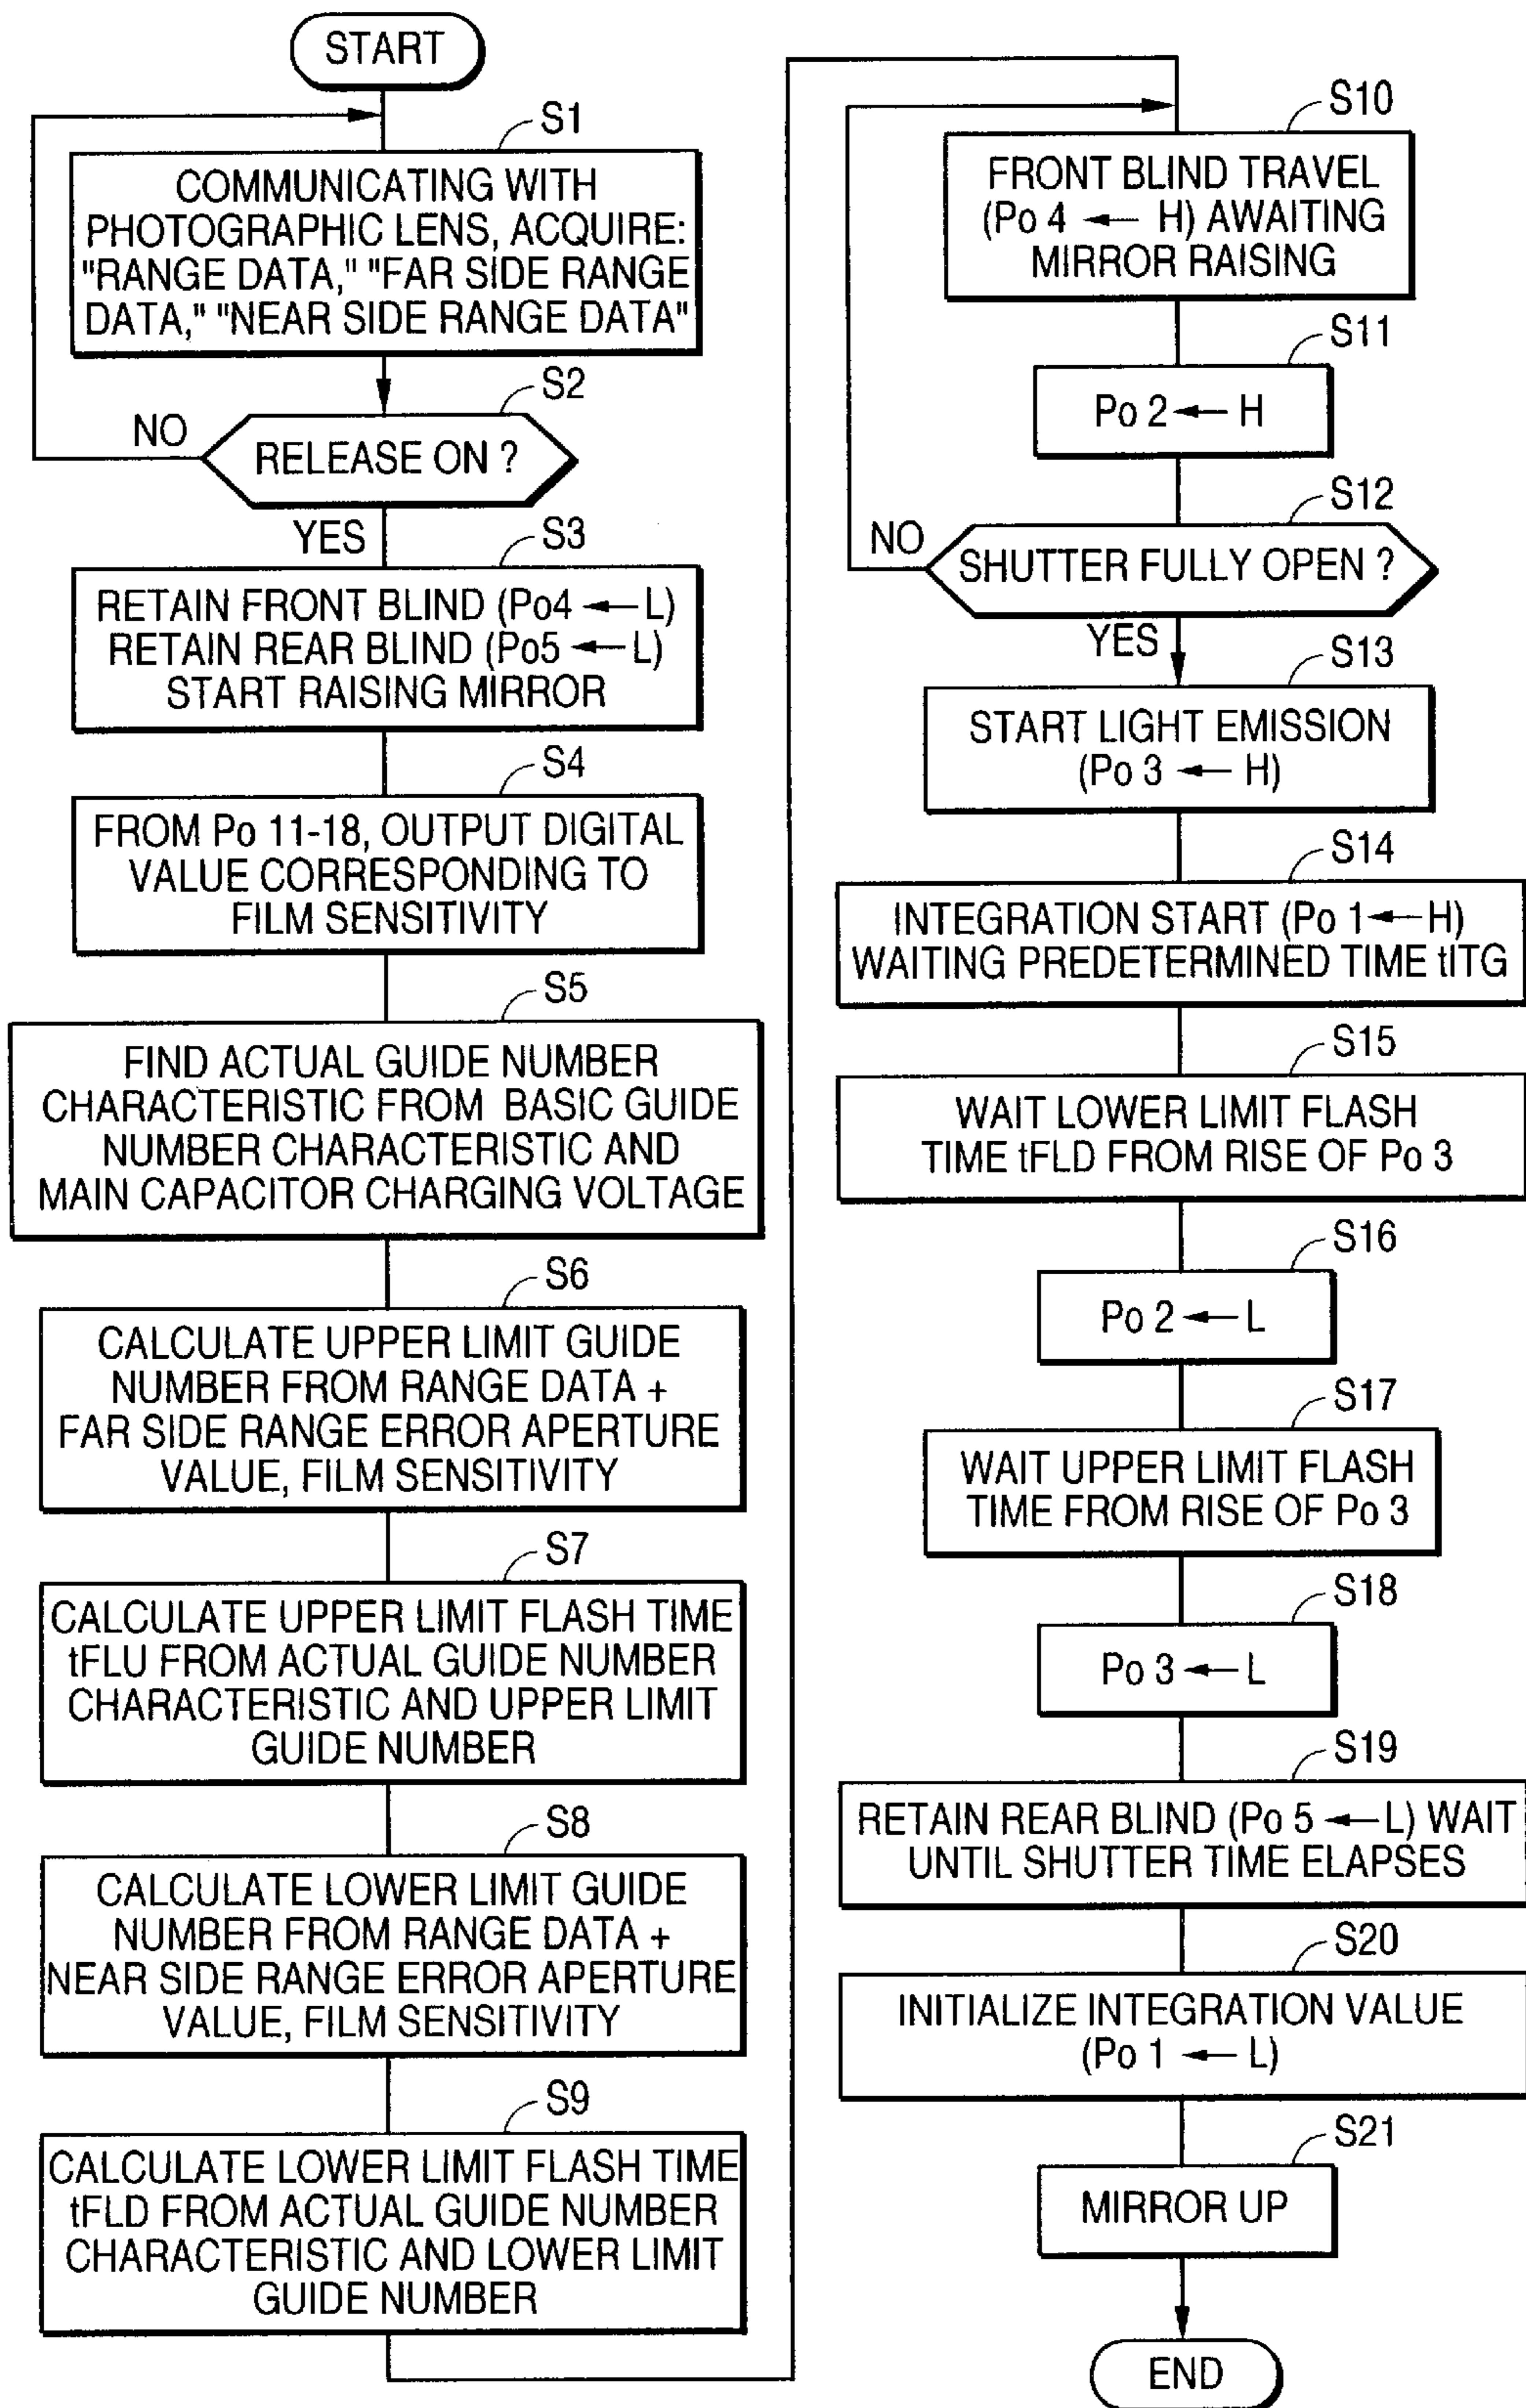 START
S1
COMMUNICATING WITH
PHOTOGRAPHIC LENS, ACQUIRE:
"RANGE DATA," "FAR SIDE RANGE
DATA," "NEAR SIDE RANGE DATA"
S2
NO
RELEASE ON ?
YES
S3
RETAIN FRONT BLIND (Po4 ← L)
RETAIN REAR BLIND (Po5 ← L)
START RAISING MIRROR
S4
FROM Po 11-18, OUTPUT DIGITAL
VALUE CORRESPONDING TO
FILM SENSITIVITY
S5
FIND ACTUAL GUIDE NUMBER
CHARACTERISTIC FROM BASIC GUIDE
NUMBER CHARACTERISTIC AND
MAIN CAPACITOR CHARGING VOLTAGE
S6
CALCULATE UPPER LIMIT GUIDE
NUMBER FROM RANGE DATA +
FAR SIDE RANGE ERROR APERTURE
VALUE, FILM SENSITIVITY
S7
CALCULATE UPPER LIMIT FLASH TIME
tFLU FROM ACTUAL GUIDE NUMBER
CHARACTERISTIC AND UPPER LIMIT
GUIDE NUMBER
S8
CALCULATE LOWER LIMIT GUIDE
NUMBER FROM RANGE DATA +
NEAR SIDE RANGE ERROR APERTURE
VALUE, FILM SENSITIVITY
S9
CALCULATE LOWER LIMIT FLASH TIME
tFLD FROM ACTUAL GUIDE NUMBER
CHARACTERISTIC AND LOWER LIMIT
GUIDE NUMBER
S10
FRONT BLIND TRAVEL
(Po 4 ← H) AWAITING
MIRROR RAISING
S11
Po 2 ← H
S12
NO
SHUTTER FULLY OPEN ?
YES
S13
START LIGHT EMISSION
(Po 3 ← H)
S14
INTEGRATION START (Po 1 ← H)
WAITING PREDETERMINED TIME tITG
S15
WAIT LOWER LIMIT FLASH
TIME tFLD FROM RISE OF Po 3
S16
Po 2 ← L
S17
WAIT UPPER LIMIT FLASH
TIME FROM RISE OF Po 3
S18
Po 3 ← L
S19
RETAIN REAR BLIND (Po 5 ← L) WAIT
UNTIL SHUTTER TIME ELAPSES
S20
INITIALIZE INTEGRATION VALUE
(Po 1 ← L)
S21
MIRROR UP
END